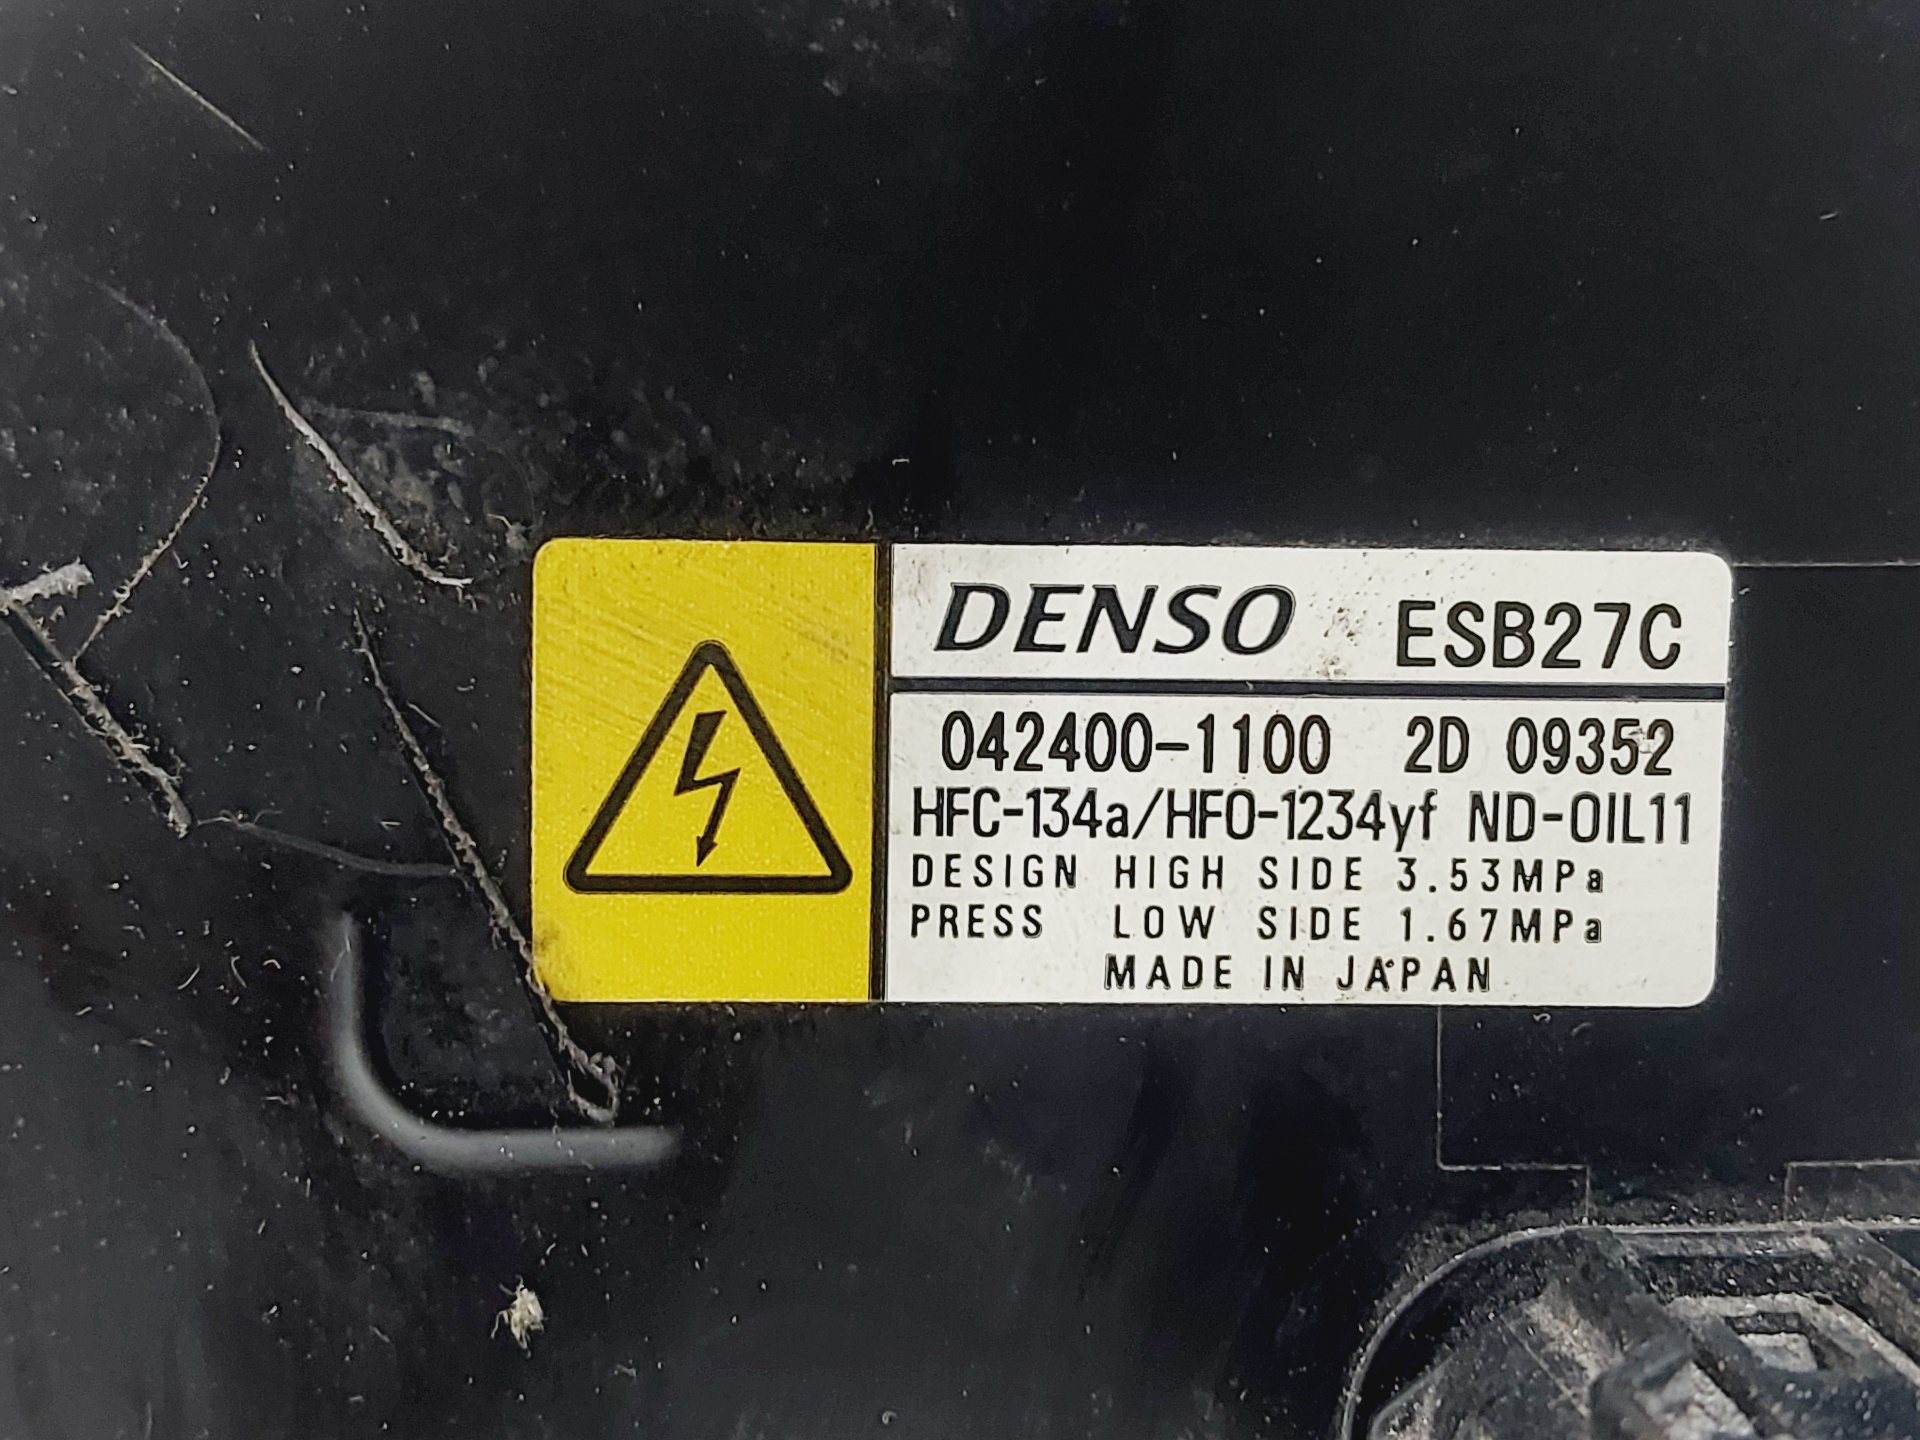 DENSO ESB27C
042400-1100 2D 09352
HFC-134a/HFO-1234yf ND-OIL11
DESIGN HIGH SIDE 3.53MPa
PRESS LOW SIDE 1.67MPa
MADE IN JAPAN